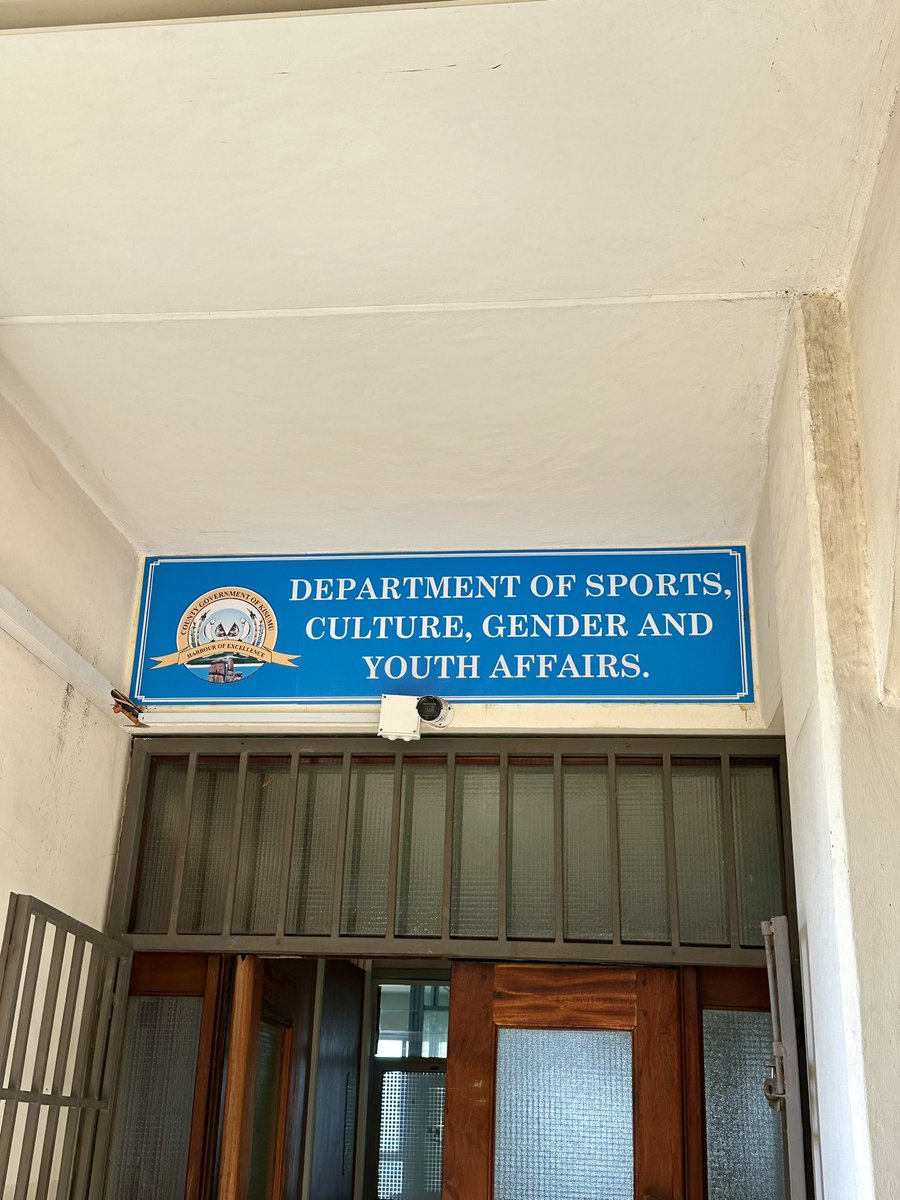 COUNTY GOVERNMENT OF KISUMU
HARBOUR OF EXCELLENCE
DEPARTMENT OF SPORTS,
CULTURE, GENDER AND
YOUTH AFFAIRS.